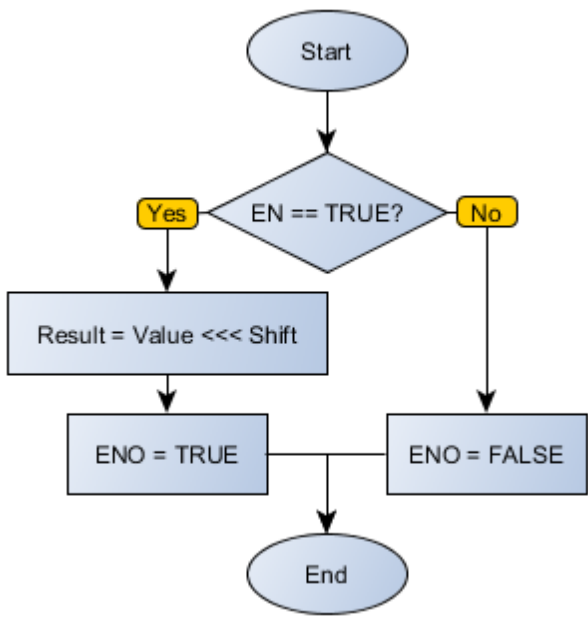 Start
EN == TRUE?
Yes
No
Result = Value <<< Shift
ENO = TRUE
ENO = FALSE
End